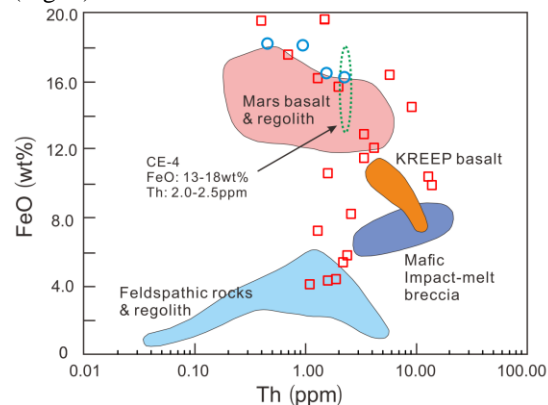 20.0
16.0
12.0
8.0
4.0
0
FeO (wt%)
Mars basalt
& regolith
CE-4
FeO: 13-18wt%
Th: 2.0-2.5ppm
KREEP basalt
Mafic
Impact-melt
breccia
Feldspathic rocks
& regolith
0.01
0.10
1.00
10.00
100.00
Th (ppm)